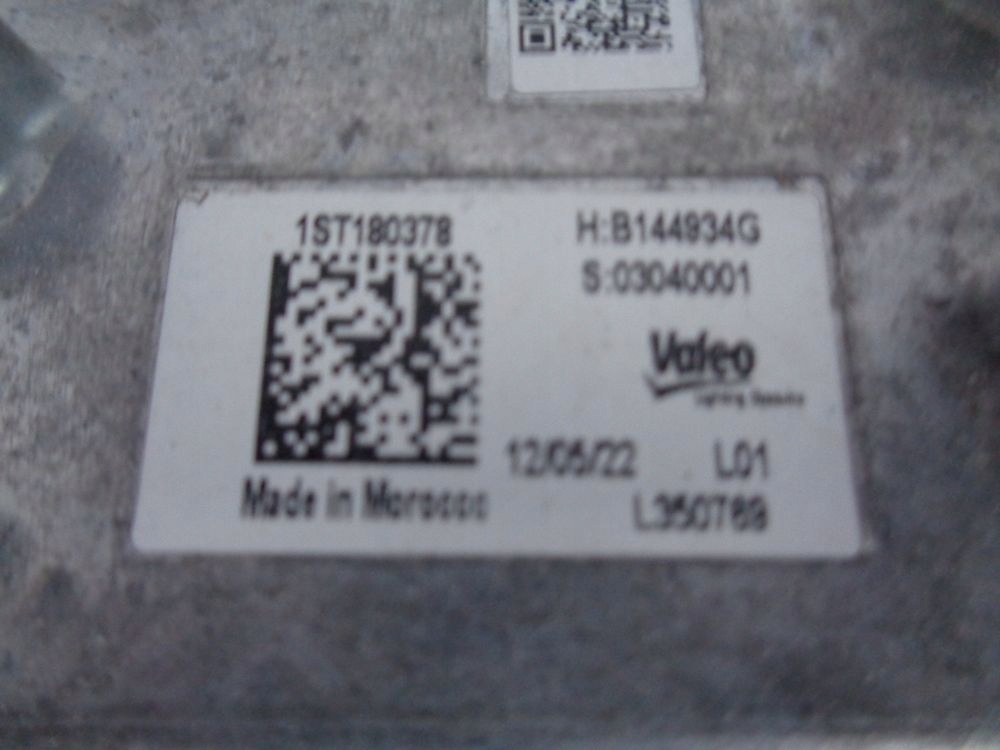 1ST180378
H:B144934G
S:03040001
Valeo
12/05/22 L01
Made in Morocco
L350789